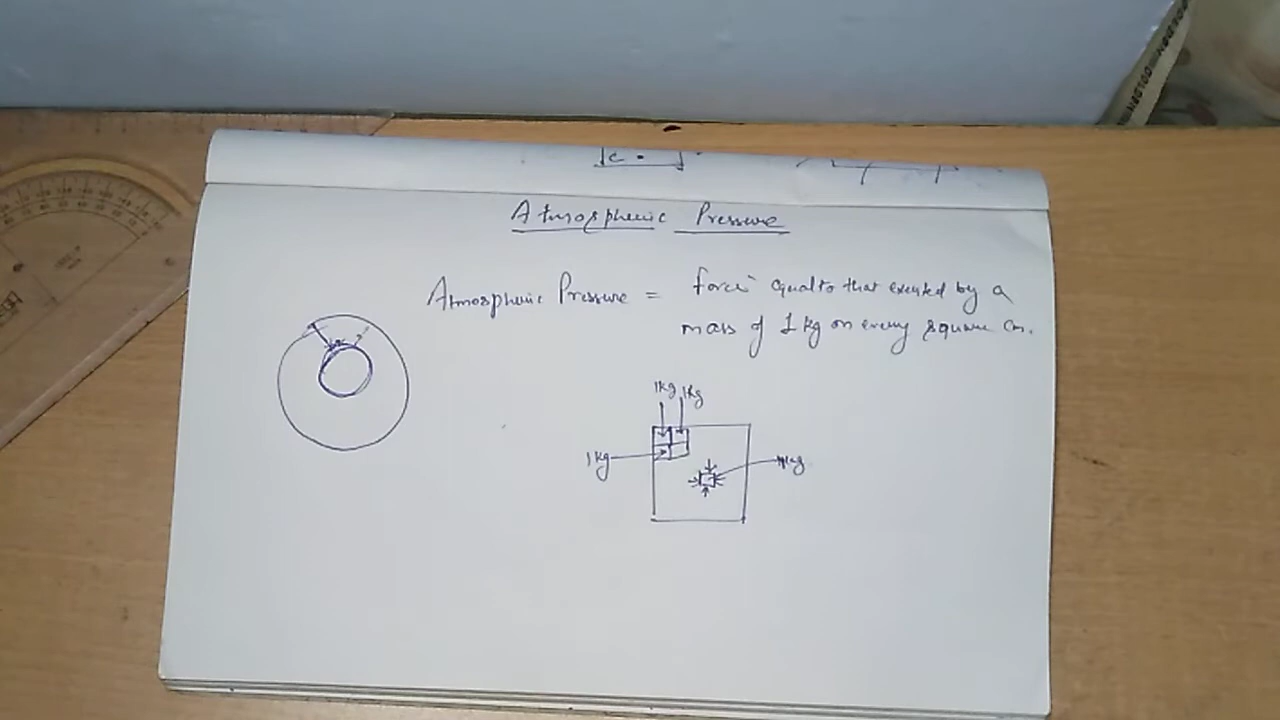 Atmospheric Pressure
Atmospheric Pressure = force equal to that exerted by a
mass of 1 kg on every square cm.
1kg 1kg
1kg
1kg